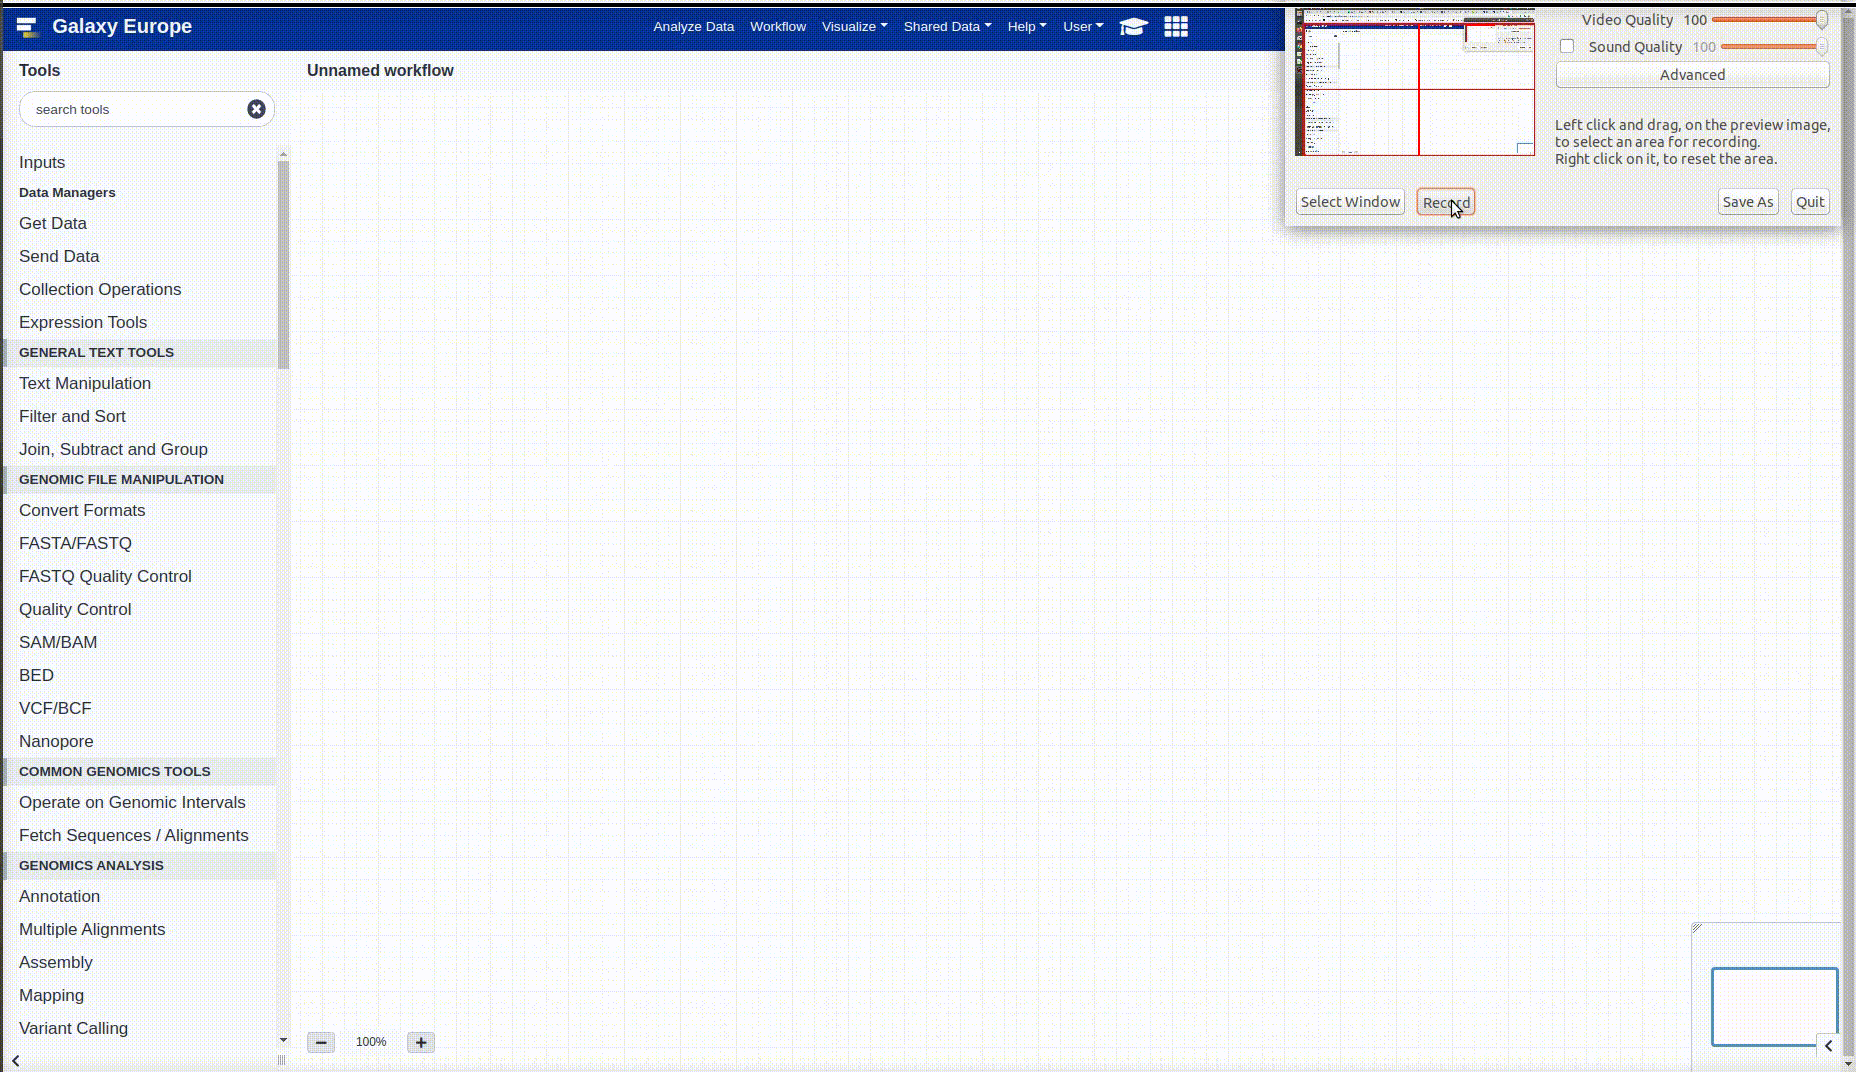 Galaxy Europe
Analyze Data Workflow Visualize Shared Data Help User
Video Quality 100
Sound Quality 100
Advanced
Left click and drag, on the preview image,
to select an area for recording.
Right click on it, to reset the area.
Select Window Record Save As Quit
Tools
search tools
Inputs
Data Managers
Get Data
Send Data
Collection Operations
Expression Tools
GENERAL TEXT TOOLS
Text Manipulation
Filter and Sort
Join, Subtract and Group
GENOMIC FILE MANIPULATION
Convert Formats
FASTA/FASTQ
FASTQ Quality Control
Quality Control
SAM/BAM
BED
VCF/BCF
Nanopore
COMMON GENOMICS TOOLS
Operate on Genomic Intervals
Fetch Sequences / Alignments
GENOMICS ANALYSIS
Annotation
Multiple Alignments
Assembly
Mapping
Variant Calling
Unnamed workflow
100%